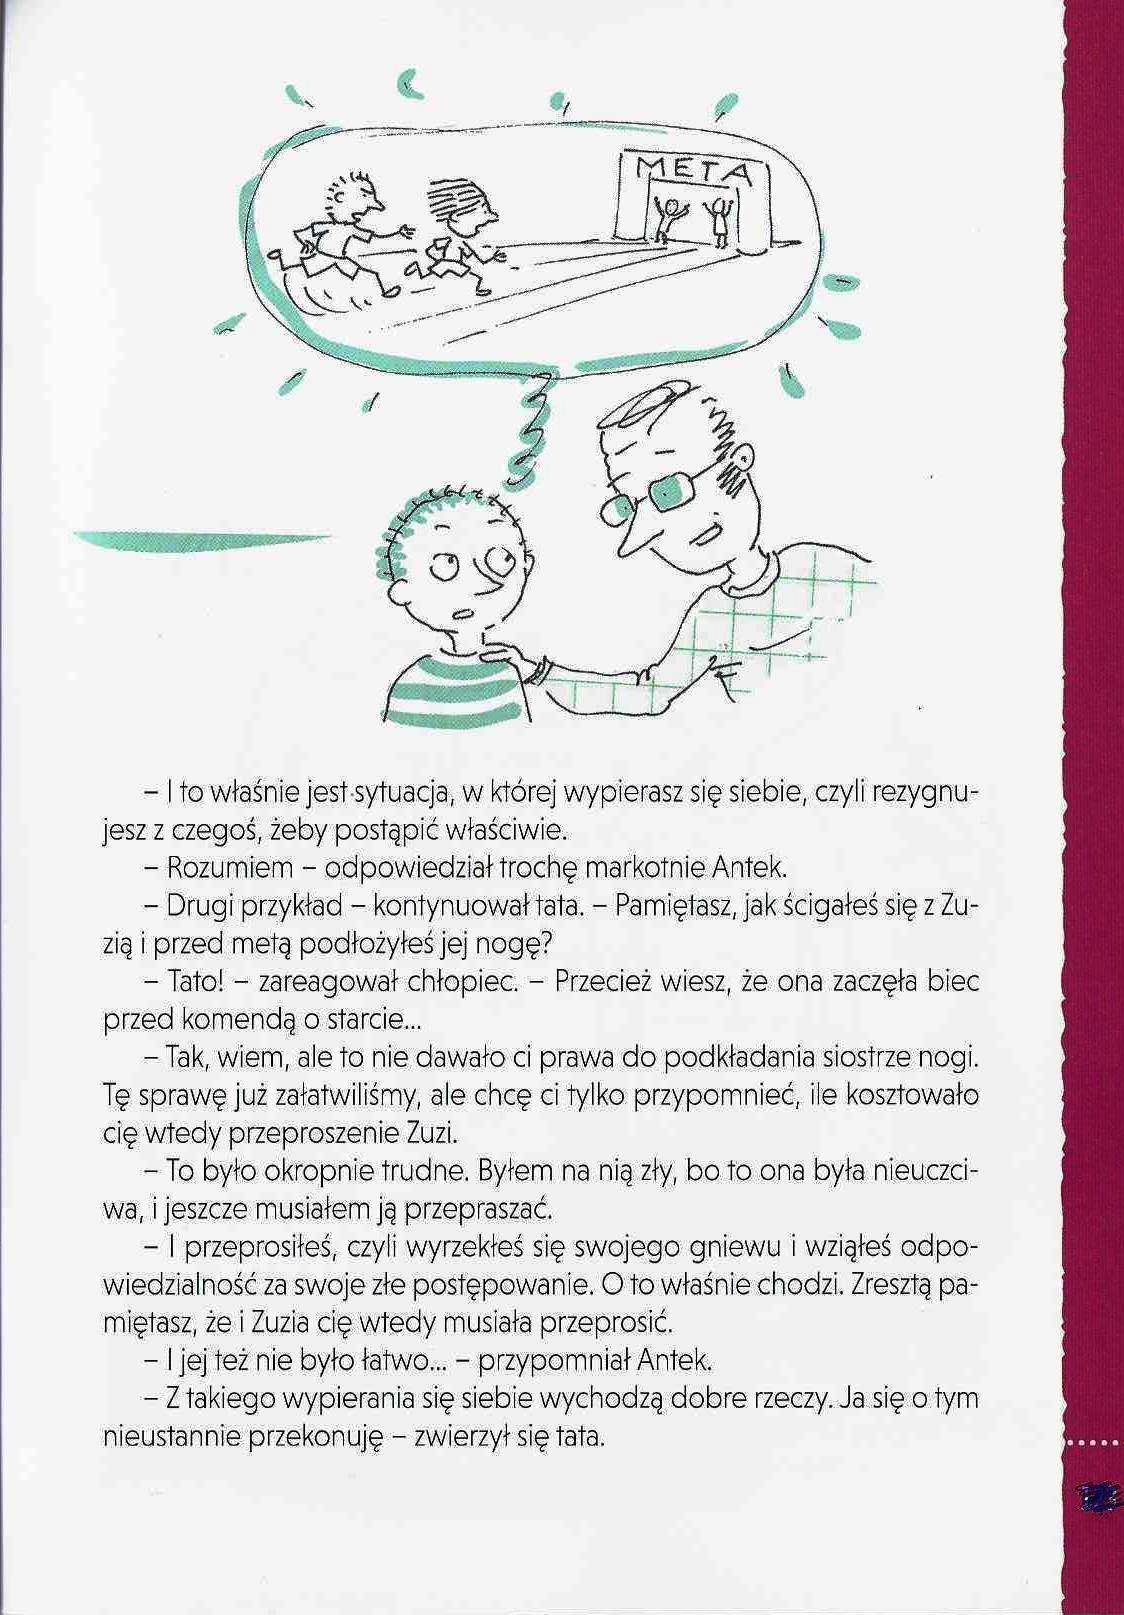 META
– I to właśnie jest sytuacja, w której wypierasz się siebie, czyli rezygnu-
jesz z czegoś, żeby postąpić właściwie.
– Rozumiem – odpowiedział trochę markotnie Antek.
– Drugi przykład – kontynuował tata. – Pamiętasz, jak ścigałeś się z Zu-
zią i przed metą podłożyłeś jej nogę?
– Tato! – zareagował chłopiec. – Przecież wiesz, że ona zaczęła biec
przed komendą o starcie...
– Tak, wiem, ale to nie dawało ci prawa do podkładania siostrze nogi.
Tę sprawę już załatwiliśmy, ale chcę ci tylko przypomnieć, ile kosztowało
cię wtedy przeproszenie Zuzi.
– To było okropnie trudne. Byłem na nią zły, bo to ona była nieuczci-
wa, i jeszcze musiałem ją przepraszać.
– I przeprosiłeś, czyli wyrzekłeś się swojego gniewu i wziąłeś odpo-
wiedzialność za swoje złe postępowanie. O to właśnie chodzi. Zresztą pa-
miętasz, że i Zuzia cię wtedy musiała przeprosić.
– I jej też nie było łatwo... – przypomniał Antek.
– Z takiego wypierania się siebie wychodzą dobre rzeczy. Ja się o tym
nieustannie przekonuję – zwierzył się tata.